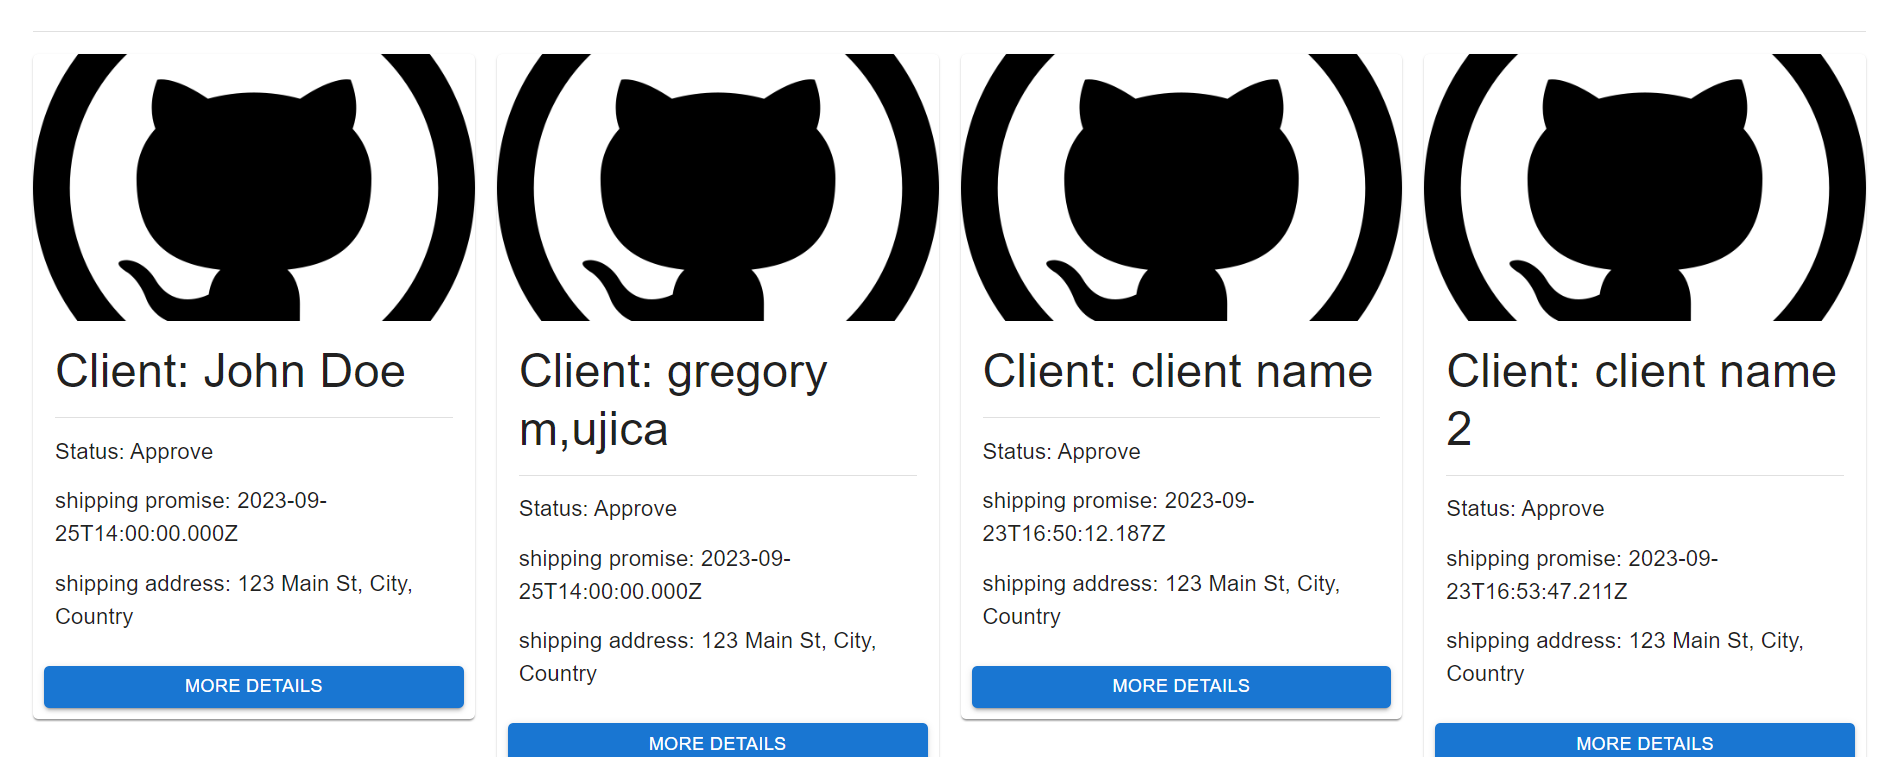 Client: John Doe
Status: Approve
shipping promise: 2023-09-
25T14:00:00.000Z
shipping address: 123 Main St, City,
Country
MORE DETAILS
Client: gregory
m,ujica
Status: Approve
shipping promise: 2023-09-
25T14:00:00.000Z
shipping address: 123 Main St, City,
Country
MORE DETAILS
Client: client name
Status: Approve
shipping promise: 2023-09-
23T16:50:12.187Z
shipping address: 123 Main St, City,
Country
MORE DETAILS
Client: client name
2
Status: Approve
shipping promise: 2023-09-
23T16:53:47.211Z
shipping address: 123 Main St, City,
Country
MORE DETAILS